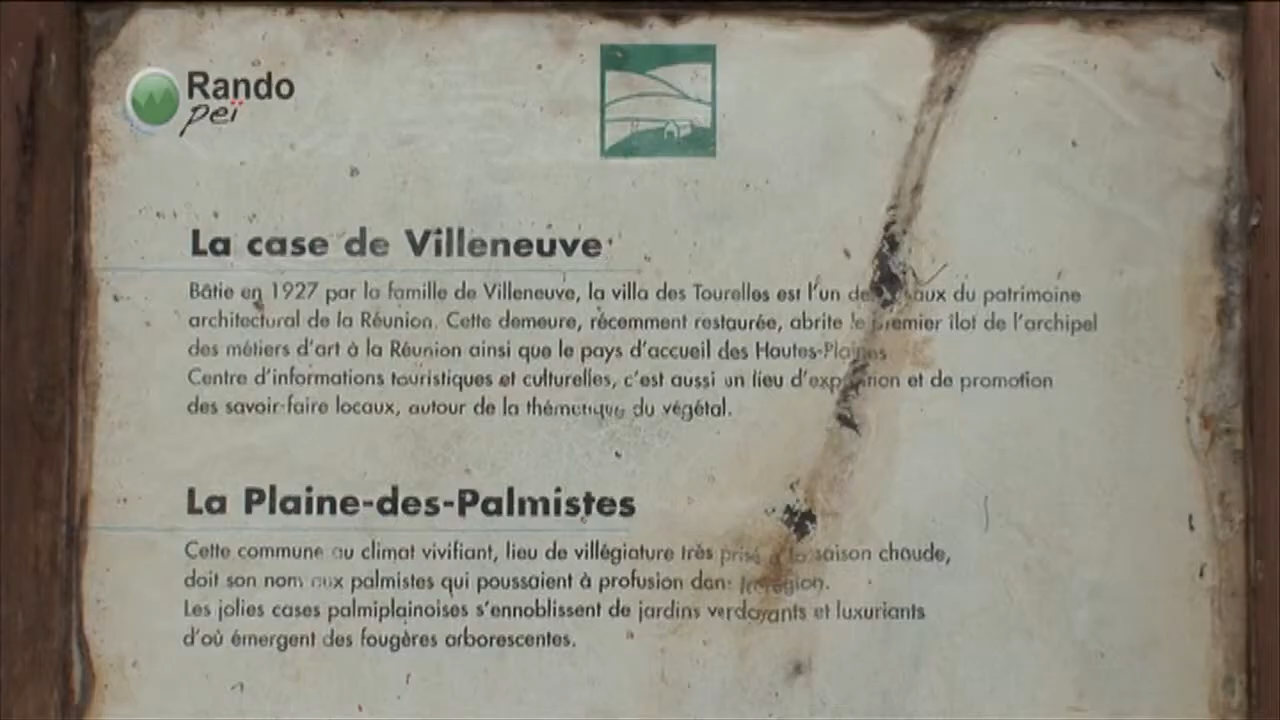 Rando
peï
La case de Villeneuve
Bâtie en 1927 par la famille de Villeneuve, la villa des Tourelles est l'un du patrimoine
architectural de la Réunion. Cette demeure, récemment restaurée, abrite le premier îlot de l'archipel
des métiers d'art à la Réunion ainsi que le pays d'accueil des Hautes-Plaines
Centre d'informations touristiques et culturelles, c'est aussi un lieu et de promotion
des savoir-faire locaux, autour de la thématique du végétal.
La Plaine-des-Palmistes
Cette commune au climat vivifiant, lieu de villégiature très prisé à la saison chaude,
doit son nom aux palmistes qui poussaient à profusion dans la région.
Les jolies cases palmiplainoises s'ennoblissent de jardins verdoyants et luxuriants
d'où émergent des fougères arborescentes.